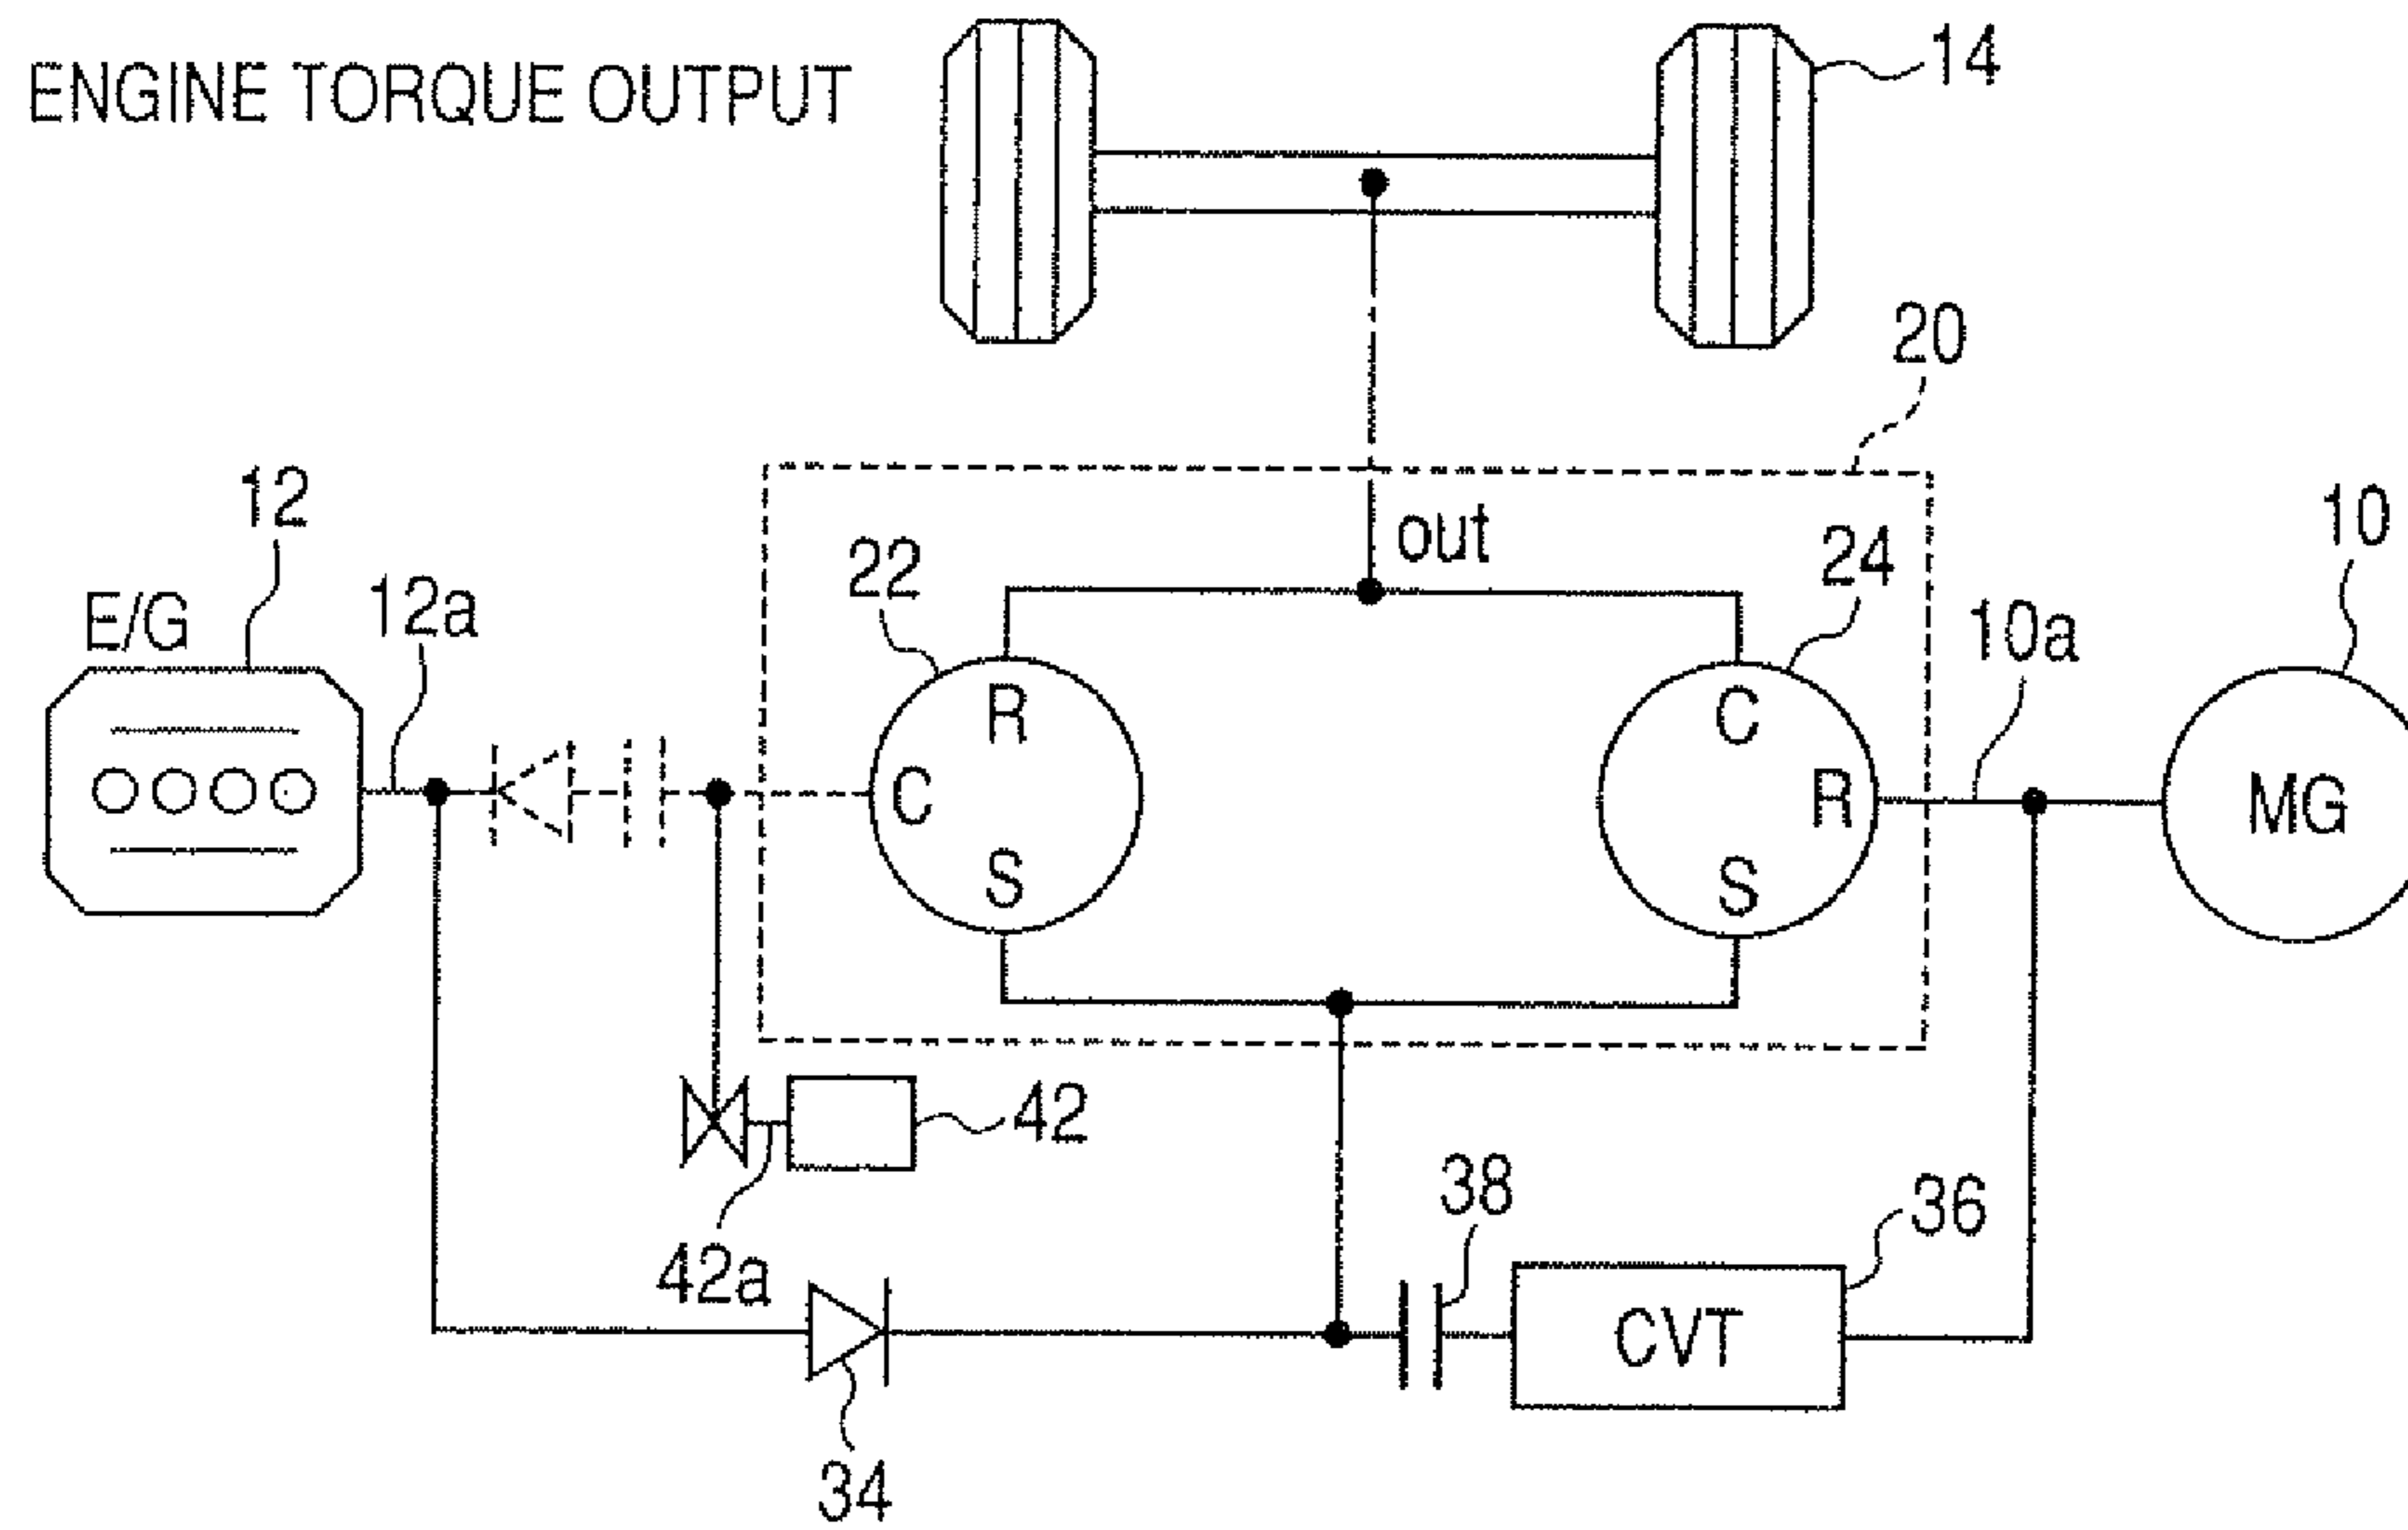 ENGINE TORQUE OUTPUT
14
20
12
out
10
E/G
12a
22
24
10a
R
C
C
R
MG
S
S
42
38
36
42a
CVT
34